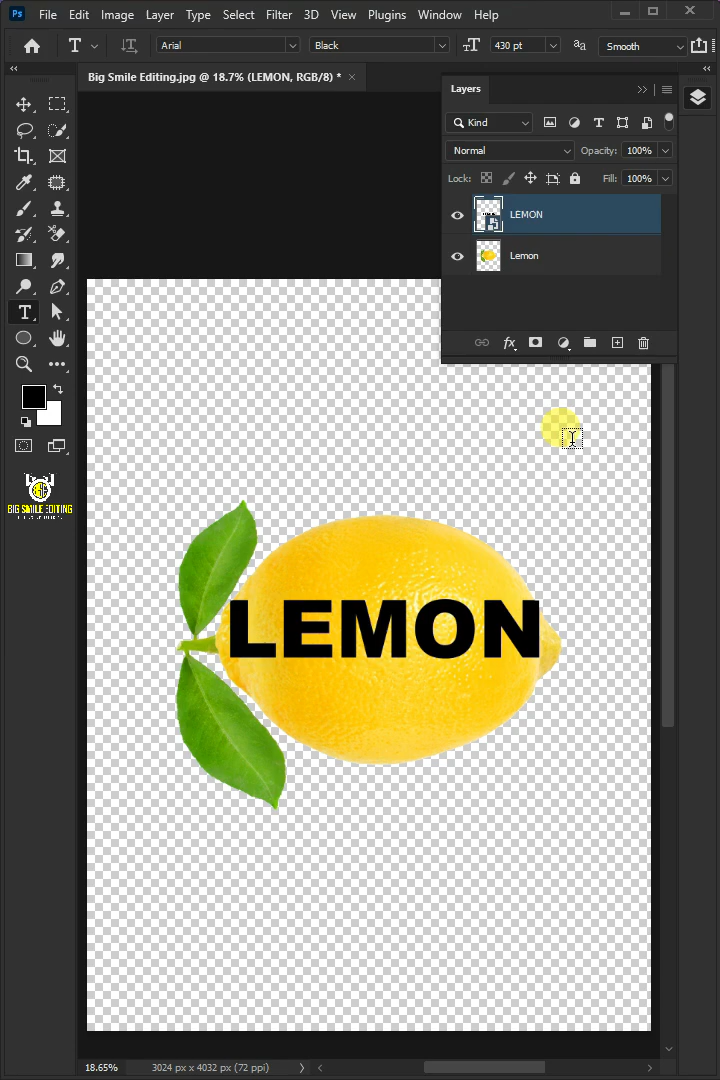 Ps File Edit Image Layer Type Select Filter 3D View Plugins Window Help
T Arial Black 430 pt Smooth
Big Smile Editing.jpg @ 18.7% (LEMON, RGB/8) *
Layers
Kind
Normal Opacity: 100%
Lock: Fill: 100%
LEMON
Lemon
fx
BIG SMILE EDITING
LEMON
18.65% 3024 px x 4032 px (72 ppi)